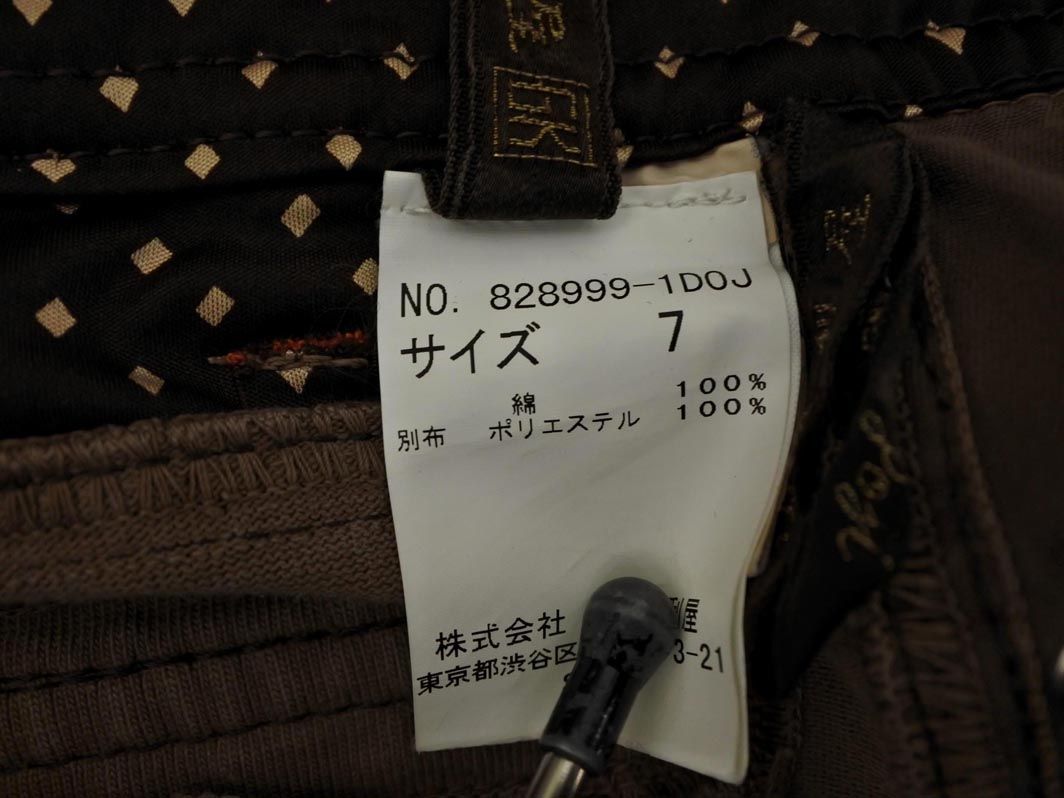 NO. 828999-1D0J
サイズ 7
綿 100%
別布 ポリエステル 100%
株式会社
屋
東京都渋谷区
3-21